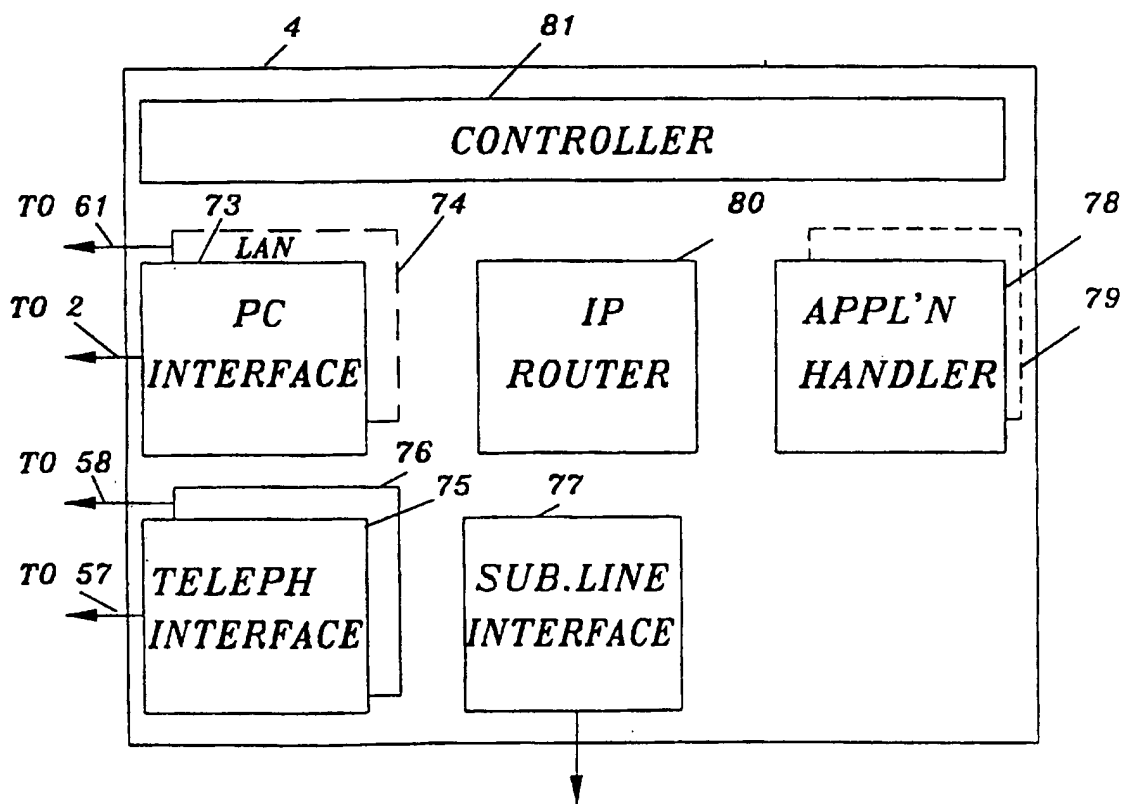 4
81
CONTROLLER
TO 61
73
74
80
78
LAN
TO 2
PC
INTERFACE
IP
ROUTER
APPL'N
HANDLER
79
TO 58
76
75
77
TO 57
TELEPH
INTERFACE
SUB.LINE
INTERFACE